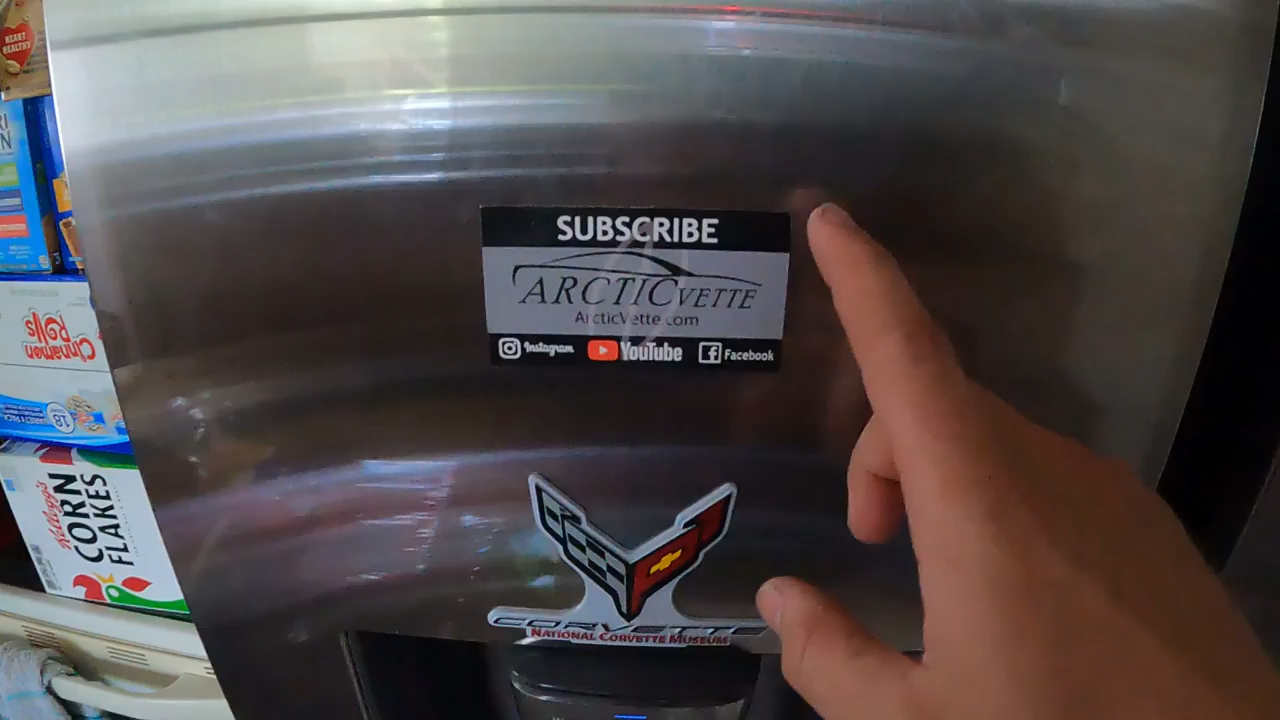 HEART
HEALTHY
SUBSCRIBE
ARCTICVETTE
ArcticVette.com
Instagram
YouTube
Facebook
Cinnamon
Rolls
18
Kellogg's
CORN
FLAKES
CORVETTE
NATIONAL CORVETTE MUSEUM